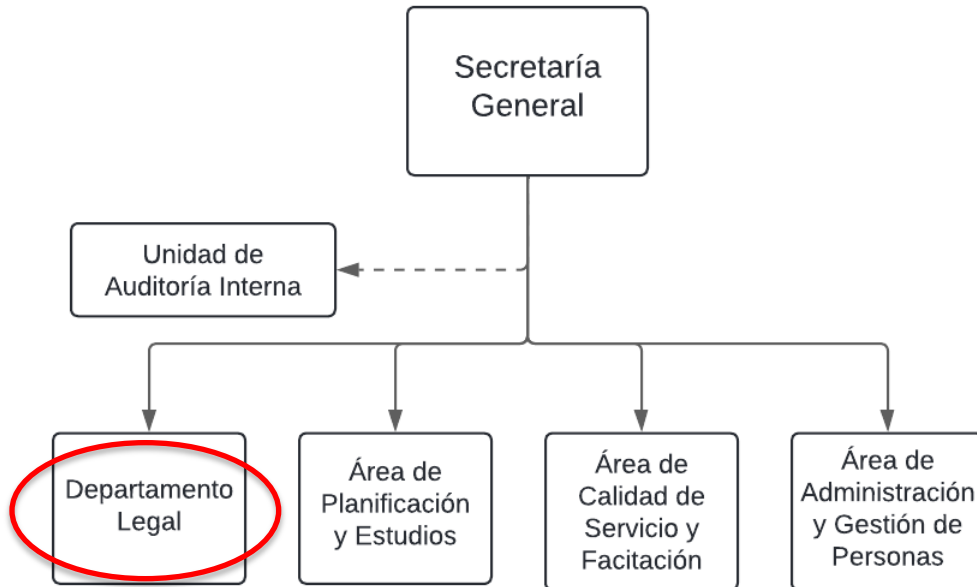 Secretaría
General
Unidad de
Auditoría Interna
Departamento
Legal
Área de
Planificación
y Estudios
Área de
Calidad de
Servicio y
Facitación
Área de
Administración
y Gestión de
Personas